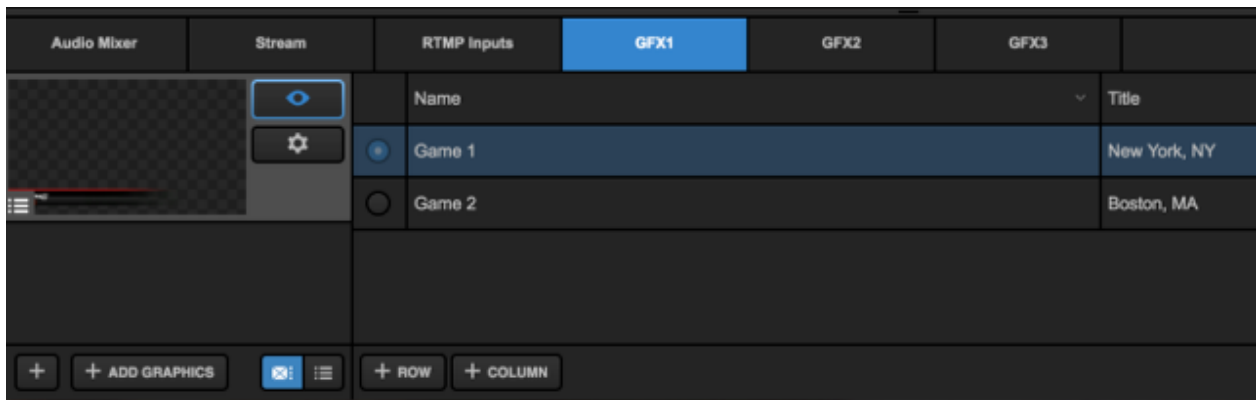 Audio Mixer Stream RTMP Inputs GFX1 GFX2 GFX3
Name Title
Game 1 New York, NY
Game 2 Boston, MA
+ + ADD GRAPHICS + ROW + COLUMN